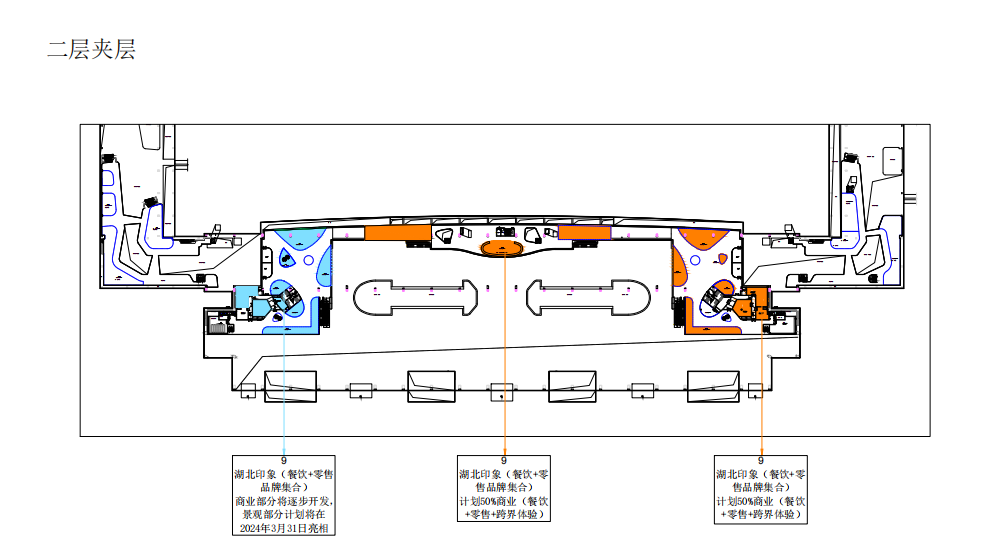 二层夹层
9
湖北印象（餐饮+零售
品牌集合）
商业部分将逐步开发，
景观部分计划将在
2024年3月31日亮相
9
湖北印象（餐饮+零
售品牌集合）
计划50%商业（餐饮
+零售+跨界体验）
9
湖北印象（餐饮+零
售品牌集合）
计划50%商业（餐饮
+零售+跨界体验）